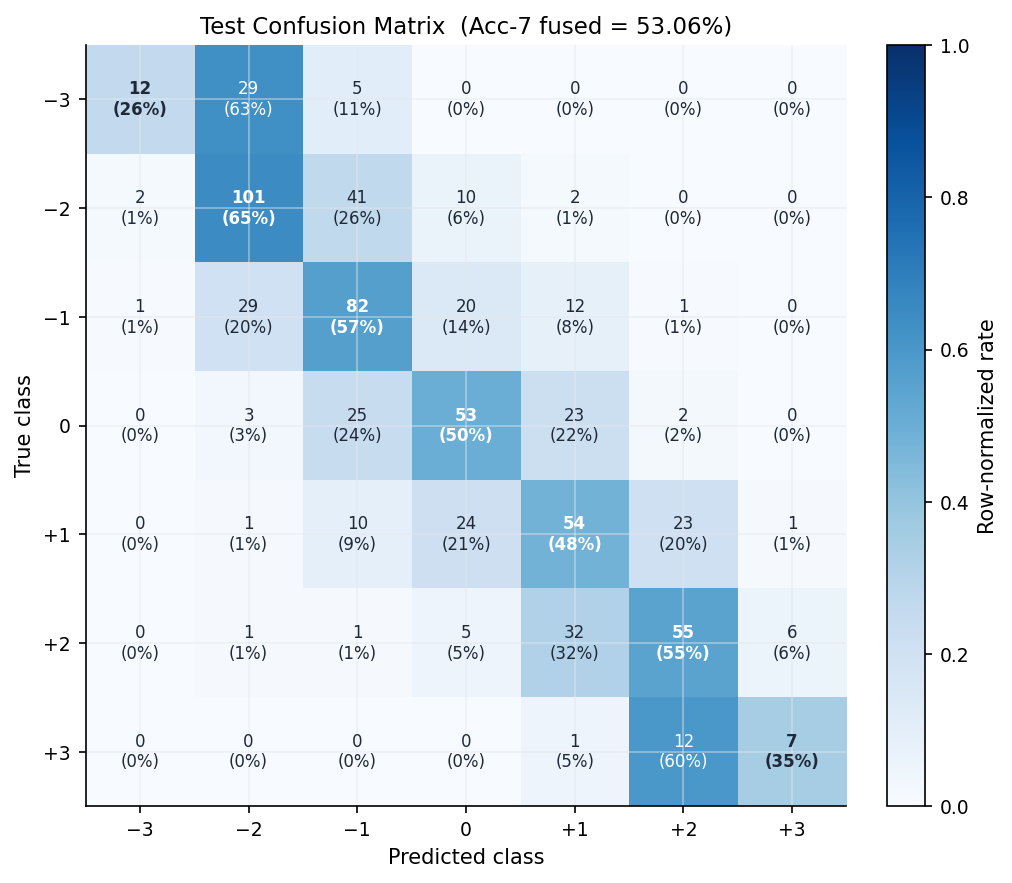 Test Confusion Matrix  (Acc-7 fused = 53.06%)
12 29 5 0 0 0 0
−3 (26%) (63%) (11%) (0%) (0%) (0%) (0%)
2 101 41 10 2 0 0
−2 (1%) (65%) (26%) (6%) (1%) (0%) (0%)
1 29 82 20 12 1 0
−1 (1%) (20%) (57%) (14%) (8%) (1%) (0%)
0 3 25 53 23 2 0
0 (0%) (3%) (24%) (50%) (22%) (2%) (0%)
0 1 10 24 54 23 1
+1 (0%) (1%) (9%) (21%) (48%) (20%) (1%)
0 1 1 5 32 55 6
+2 (0%) (1%) (1%) (5%) (32%) (55%) (6%)
0 0 0 0 1 12 7
+3 (0%) (0%) (0%) (0%) (5%) (60%) (35%)
−3 −2 −1 0 +1 +2 +3
Predicted class
True class
1.0
0.8
0.6
0.4
0.2
0.0
Row-normalized rate